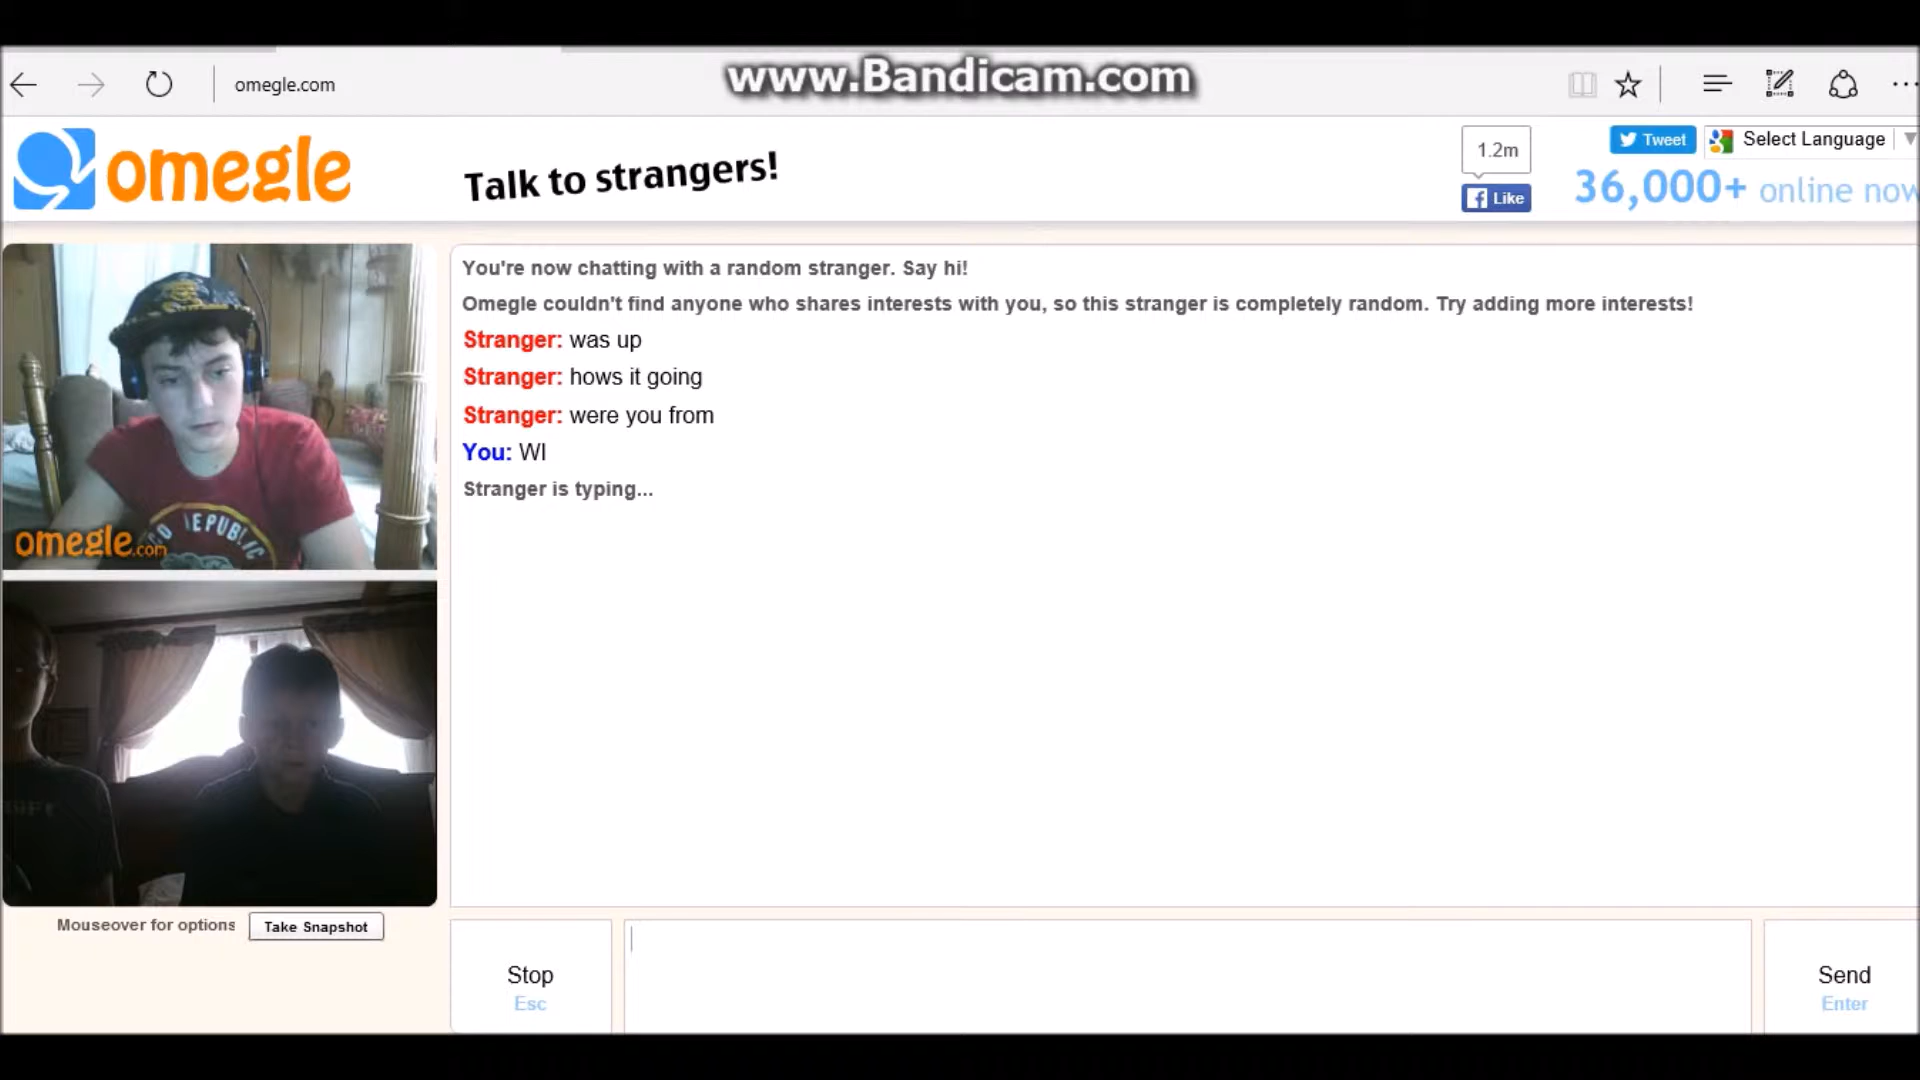 omegle.com
www.Bandicam.com
omegle
Talk to strangers!
1.2m
Like
Tweet
Select Language
36,000+ online now
You're now chatting with a random stranger. Say hi!
Omegle couldn't find anyone who shares interests with you, so this stranger is completely random. Try adding more interests!
Stranger: was up
Stranger: hows it going
Stranger: were you from
You: WI
Stranger is typing...
REPUBLIC
omegle.com
Mouseover for options
Take Snapshot
Stop
Esc
Send
Enter